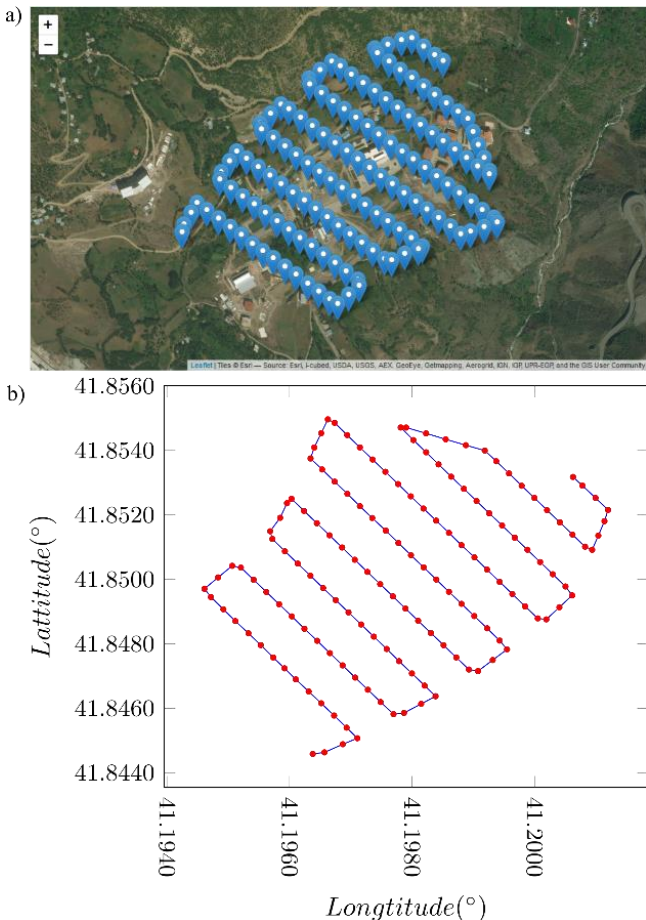 a)
+
−
Leaflet | Tiles © Esri — Source: Esri, i-cubed, USDA, USGS, AEX, GeoEye, Getmapping, Aerogrid, IGN, IGP, UPR-EGP, and the GIS User Community
b)
41.8560
41.8540
41.8520
41.8500
41.8480
41.8460
41.8440
Lattitude(°)
41.1940
41.1960
41.1980
41.2000
Longtitude(°)